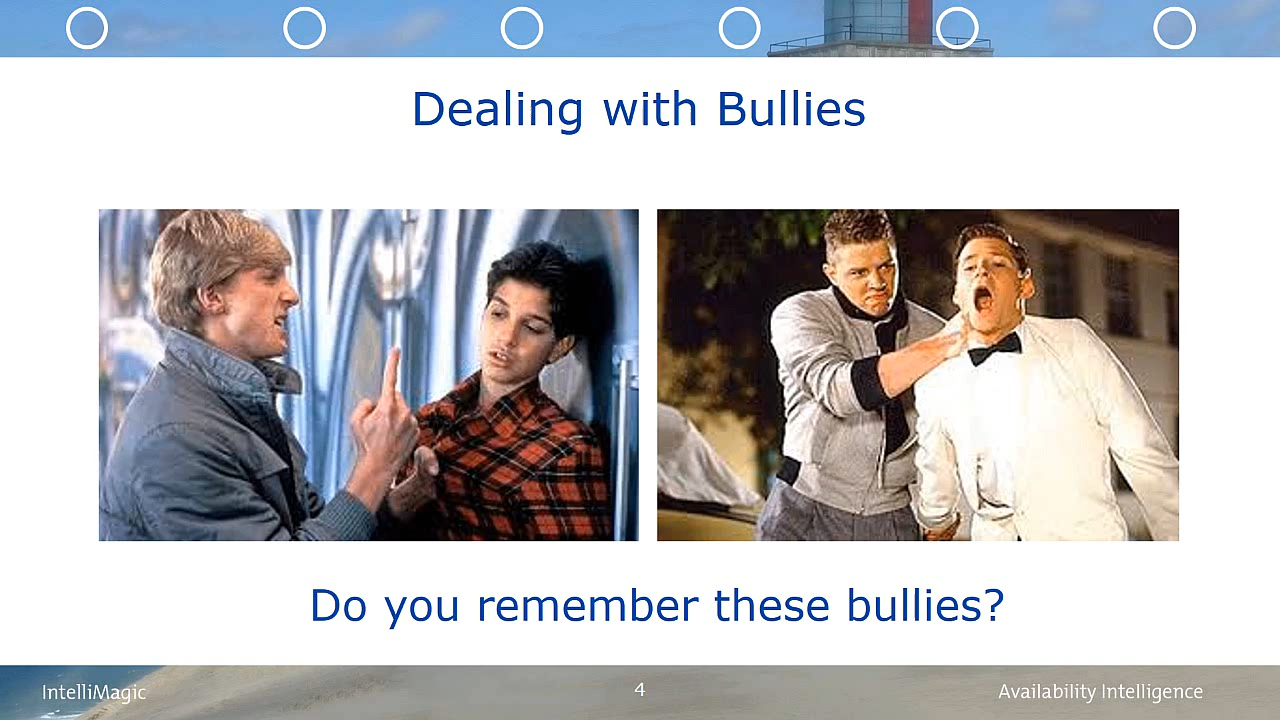 Dealing with Bullies
Do you remember these bullies?
IntelliMagic
4
Availability Intelligence